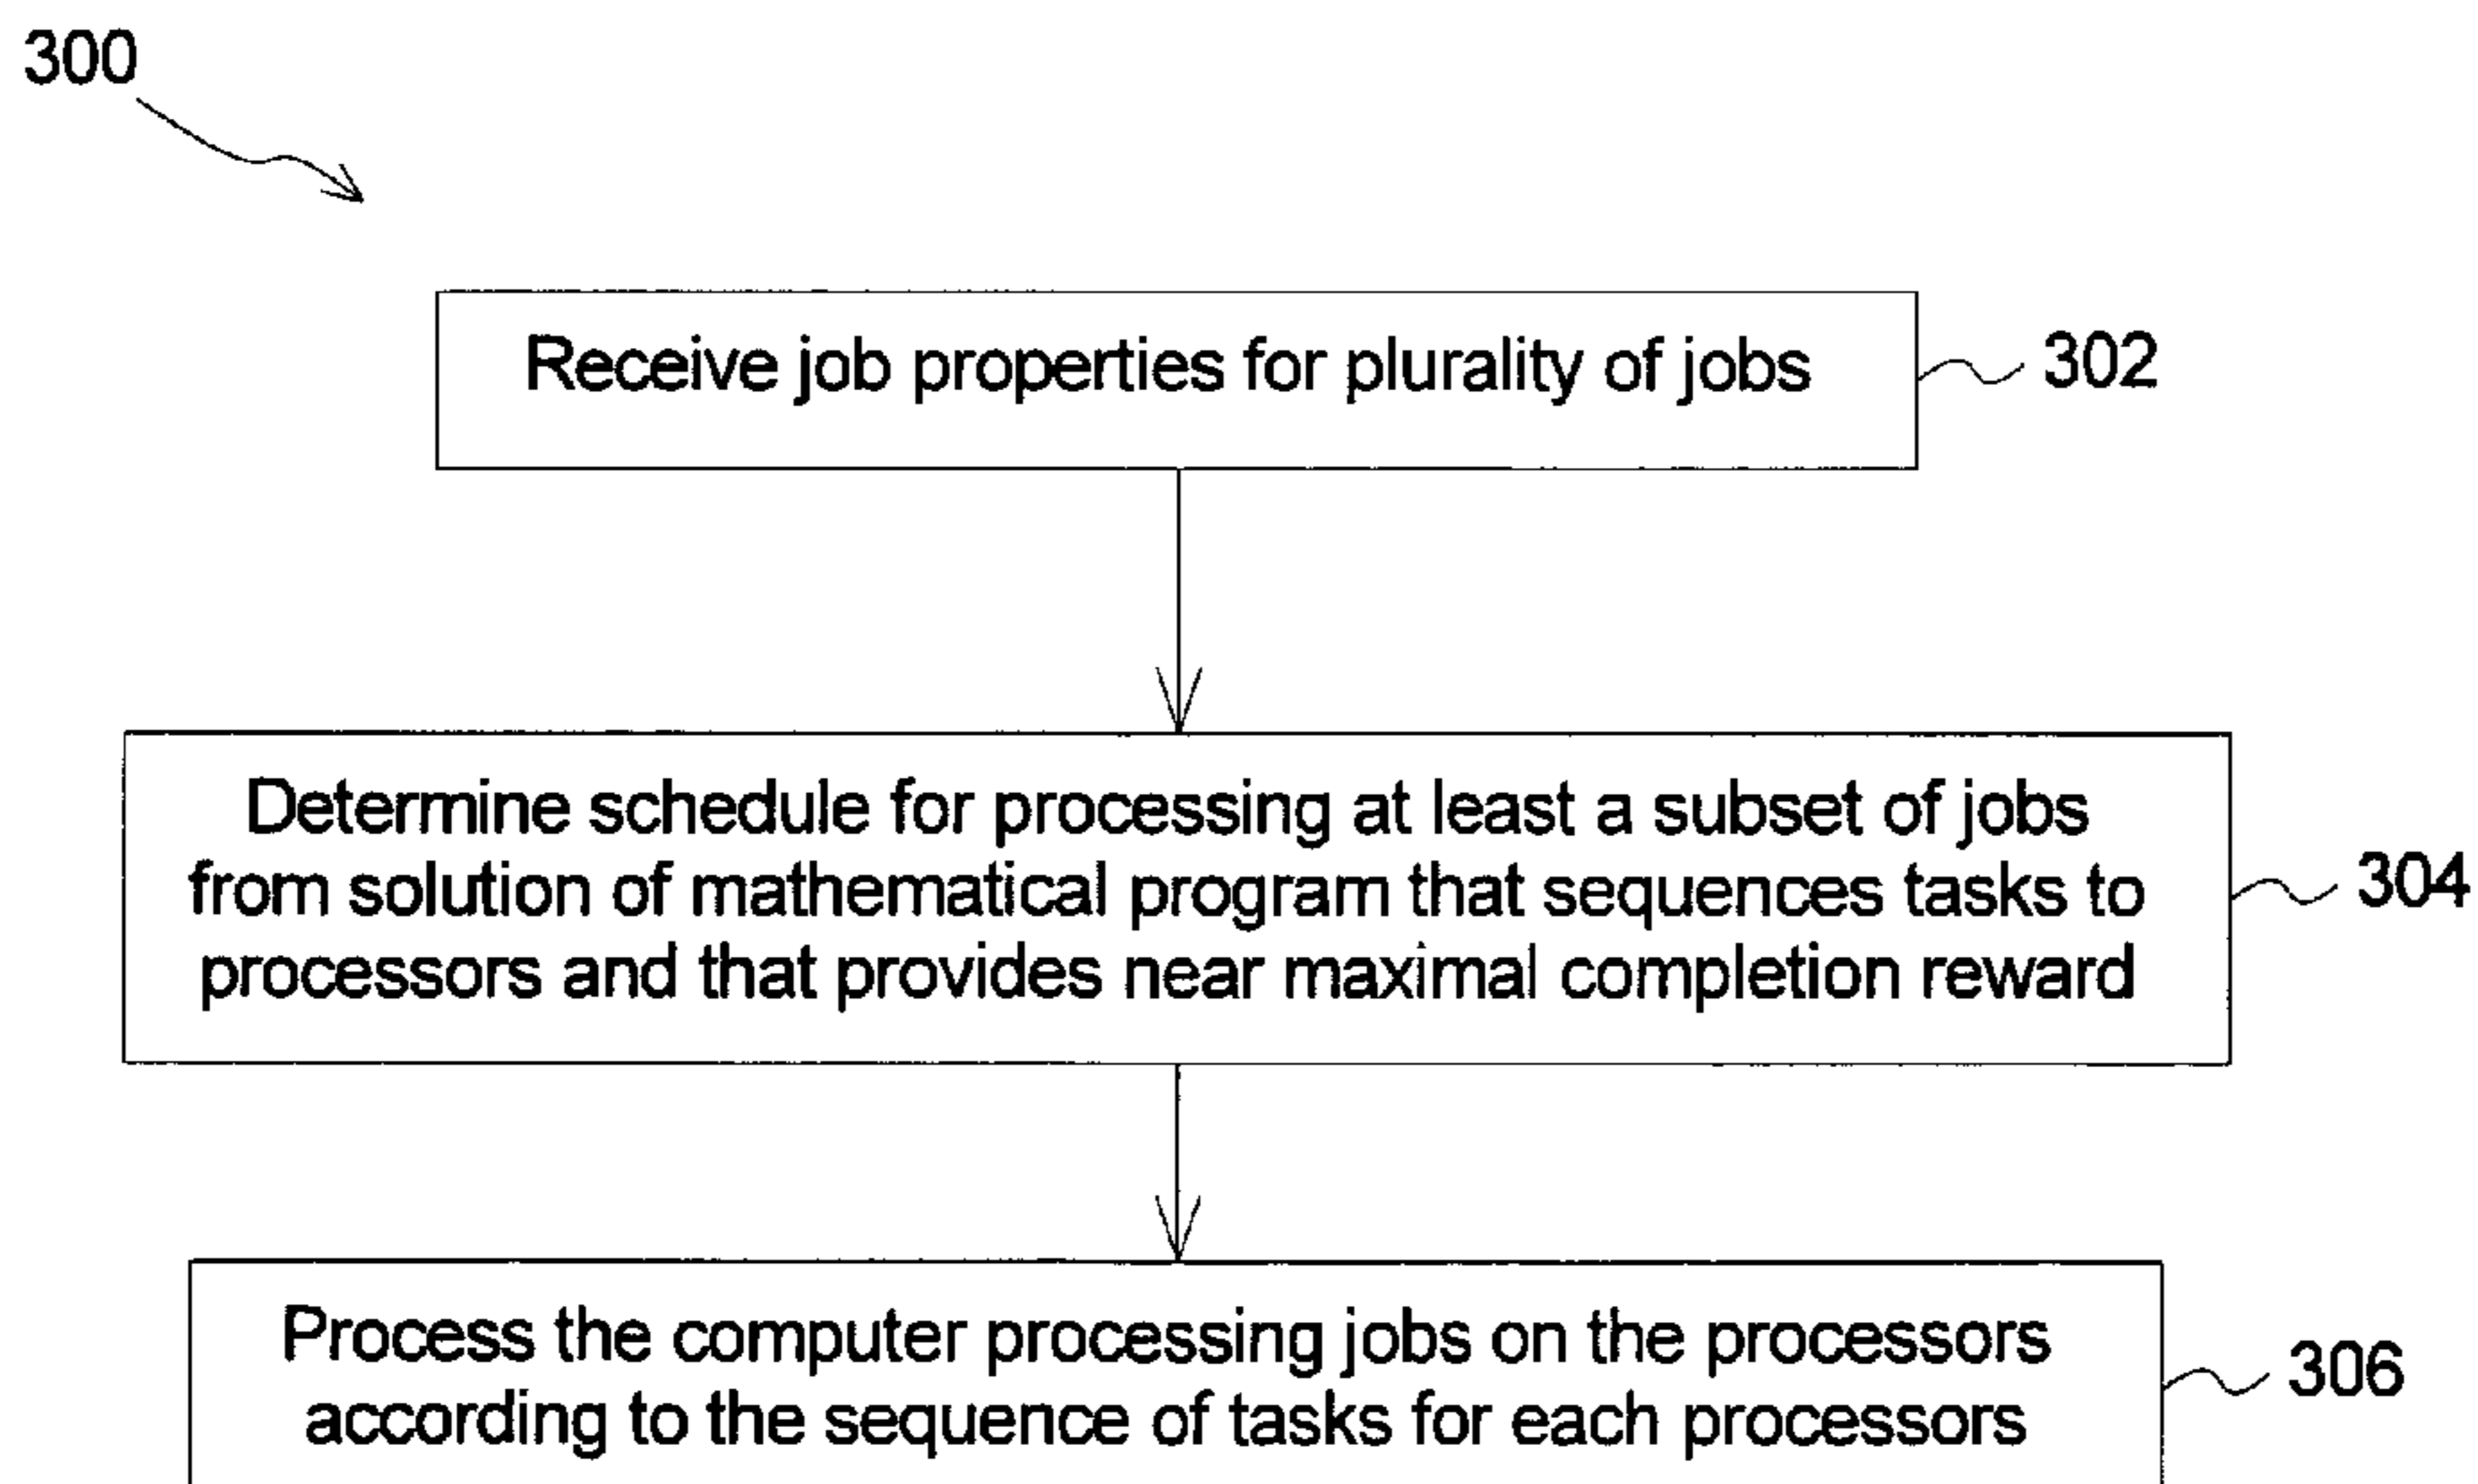 300
Receive job properties for plurality of jobs
302
Determine schedule for processing at least a subset of jobs
from solution of mathematical program that sequences tasks to
processors and that provides near maximal completion reward
304
Process the computer processing jobs on the processors
according to the sequence of tasks for each processors
306